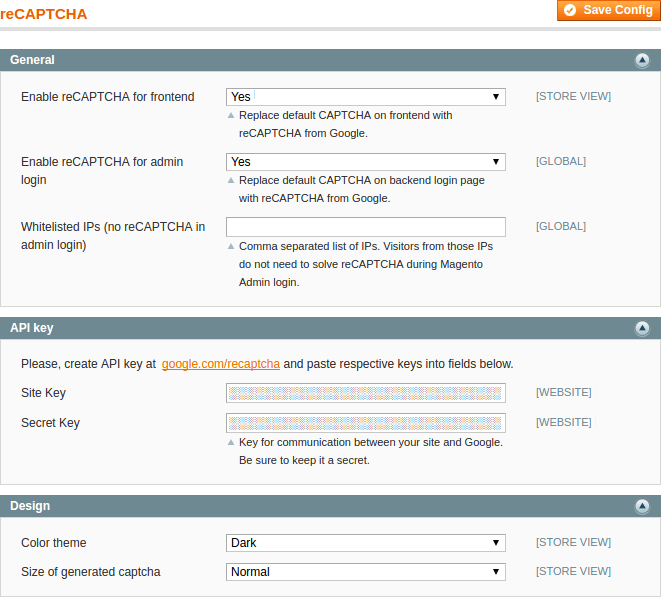 reCAPTCHA
Save Config
General
Enable reCAPTCHA for frontend
Yes
[STORE VIEW]
Replace default CAPTCHA on frontend with
reCAPTCHA from Google.
Enable reCAPTCHA for admin
login
Yes
[GLOBAL]
Replace default CAPTCHA on backend login page
with reCAPTCHA from Google.
Whitelisted IPs (no reCAPTCHA in
admin login)
[GLOBAL]
Comma separated list of IPs. Visitors from those IPs
do not need to solve reCAPTCHA during Magento
Admin login.
API key
Please, create API key at google.com/recaptcha and paste respective keys into fields below.
Site Key
[WEBSITE]
Secret Key
[WEBSITE]
Key for communication between your site and Google.
Be sure to keep it a secret.
Design
Color theme
Dark
[STORE VIEW]
Size of generated captcha
Normal
[STORE VIEW]